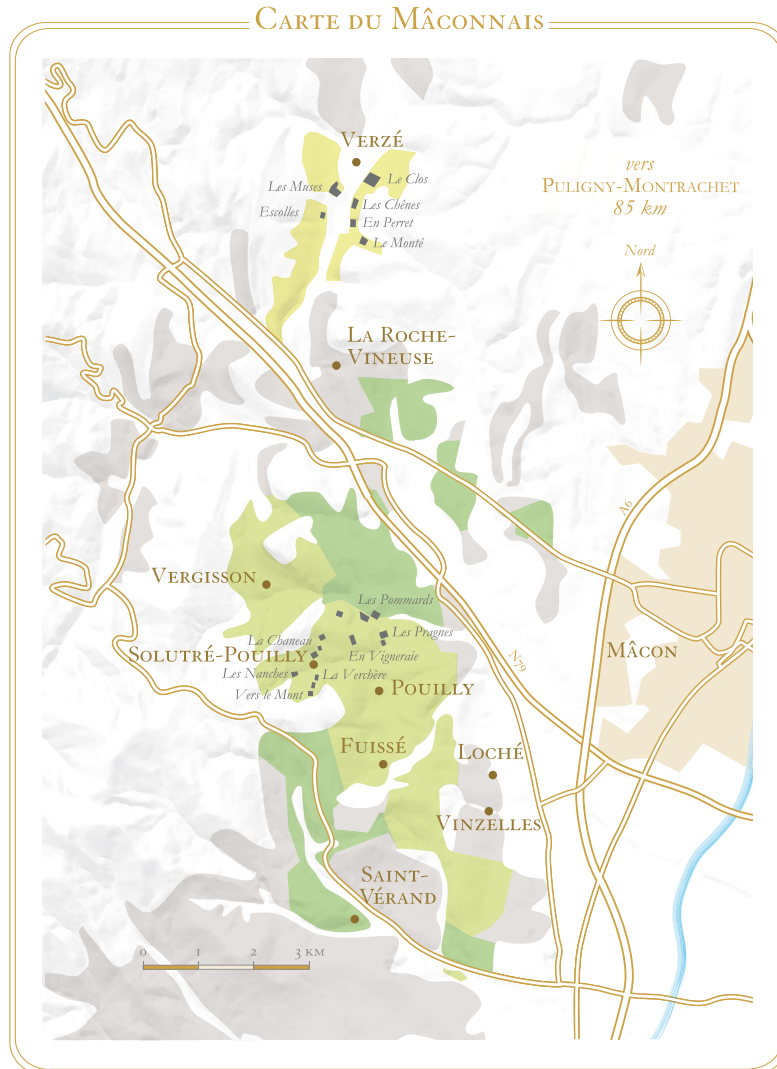 Carte du Mâconnais
Verzé
vers
Puligny-Montrachet
85 km
Les Muses
Le Clos
Escolles
Les Chénes
En Perret
Le Monté
Nord
La Roche-
Vineuse
A6
Vergisson
Les Pommards
La Chaneau
Les Pragnes
Solutré-Pouilly
En Vigneraie
N79
Mâcon
Les Nanches
La Verchère
Vers le Mont
Pouilly
Fuissé
Loché
Vinzelles
Saint-
Vérand
0 1 2 3 km